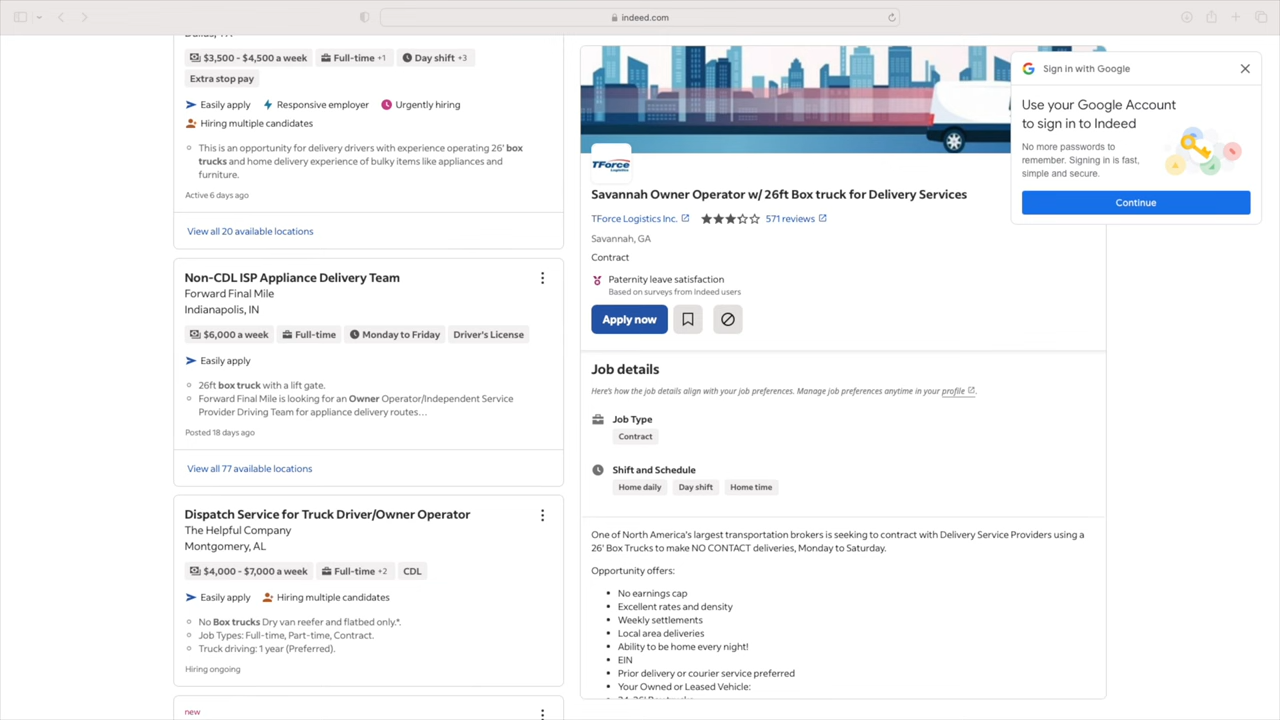 indeed.com
$3,500 - $4,500 a week
Full-time +1
Day shift +3
Extra stop pay
Easily apply
Responsive employer
Urgently hiring
Hiring multiple candidates
This is an opportunity for delivery drivers with experience operating 26' box
trucks and home delivery experience of bulky items like appliances and
furniture.
Active 6 days ago
View all 20 available locations
Non-CDL ISP Appliance Delivery Team
Forward Final Mile
Indianapolis, IN
$6,000 a week
Full-time
Monday to Friday
Driver's License
Easily apply
26ft box truck with a lift gate.
Forward Final Mile is looking for an Owner Operator/Independent Service
Provider Driving Team for appliance delivery routes…
Posted 18 days ago
View all 77 available locations
Dispatch Service for Truck Driver/Owner Operator
The Helpful Company
Montgomery, AL
$4,000 - $7,000 a week
Full-time +2
CDL
Easily apply
Hiring multiple candidates
No Box trucks Dry van reefer and flatbed only.*.
Job Types: Full-time, Part-time, Contract.
Truck driving: 1 year (Preferred).
Hiring ongoing
new
TForce
Logistics
Savannah Owner Operator w/ 26ft Box truck for Delivery Services
TForce Logistics Inc.
571 reviews
Savannah, GA
Contract
Paternity leave satisfaction
Based on surveys from Indeed users
Apply now
Job details
Here's how the job details align with your job preferences. Manage job preferences anytime in your profile.
Job Type
Contract
Shift and Schedule
Home daily
Day shift
Home time
One of North America's largest transportation brokers is seeking to contract with Delivery Service Providers using a
26' Box Trucks to make NO CONTACT deliveries, Monday to Saturday.
Opportunity offers:
No earnings cap
Excellent rates and density
Weekly settlements
Local area deliveries
Ability to be home every night!
EIN
Prior delivery or courier service preferred
Your Owned or Leased Vehicle:
Sign in with Google
Use your Google Account
to sign in to Indeed
No more passwords to
remember. Signing in is fast,
simple and secure.
Continue